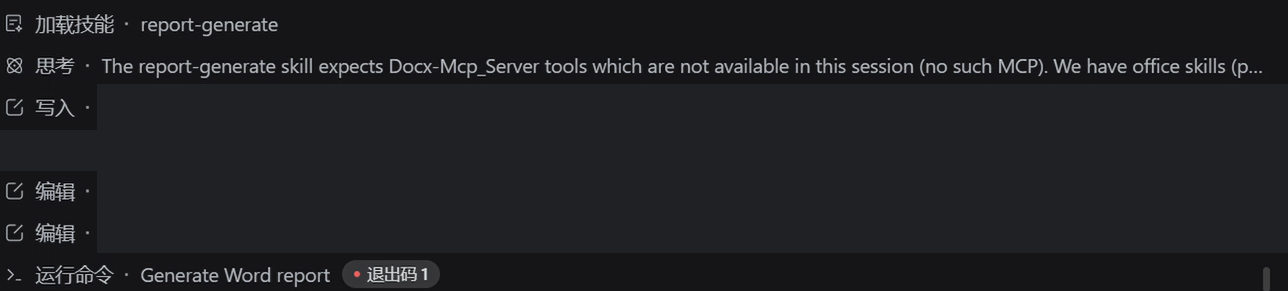 加载技能 · report-generate
思考 · The report-generate skill expects Docx-Mcp_Server tools which are not available in this session (no such MCP). We have office skills (p...
写入 ·
编辑 ·
编辑 ·
运行命令 · Generate Word report • 退出码 1